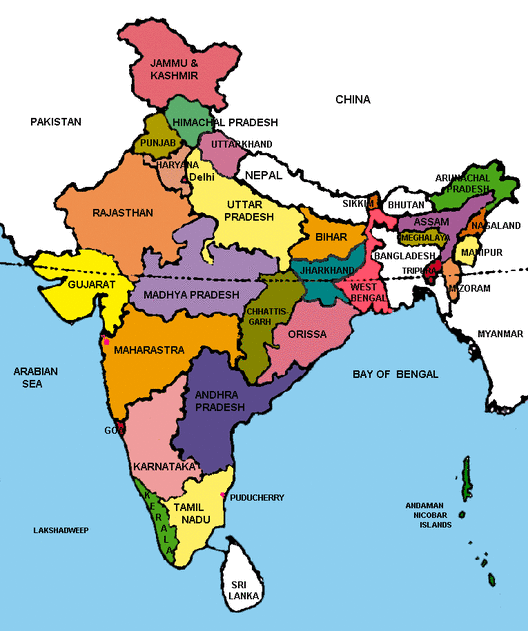 JAMMU &
KASHMIR
CHINA
PAKISTAN
HIMACHAL PRADESH
PUNJAB
UTTARKHAND
HARYANA
Delhi
NEPAL
ARUNACHAL
PRADESH
SIKKIM
BHUTAN
RAJASTHAN
UTTAR
PRADESH
ASSAM
NAGALAND
BIHAR
MEGHALAYA
MANIPUR
BANGLADESH
JHARKHAND
TRIPURA
GUJARAT
MADHYA PRADESH
WEST
BENGAL
MIZORAM
CHHATTIS-
GARH
ORISSA
MYANMAR
MAHARASTRA
ARABIAN
SEA
BAY OF BENGAL
ANDHRA
PRADESH
GOA
KARNATAKA
PUDUCHERRY
KERALA
TAMIL
NADU
ANDAMAN
NICOBAR
ISLANDS
LAKSHADWEEP
SRI
LANKA